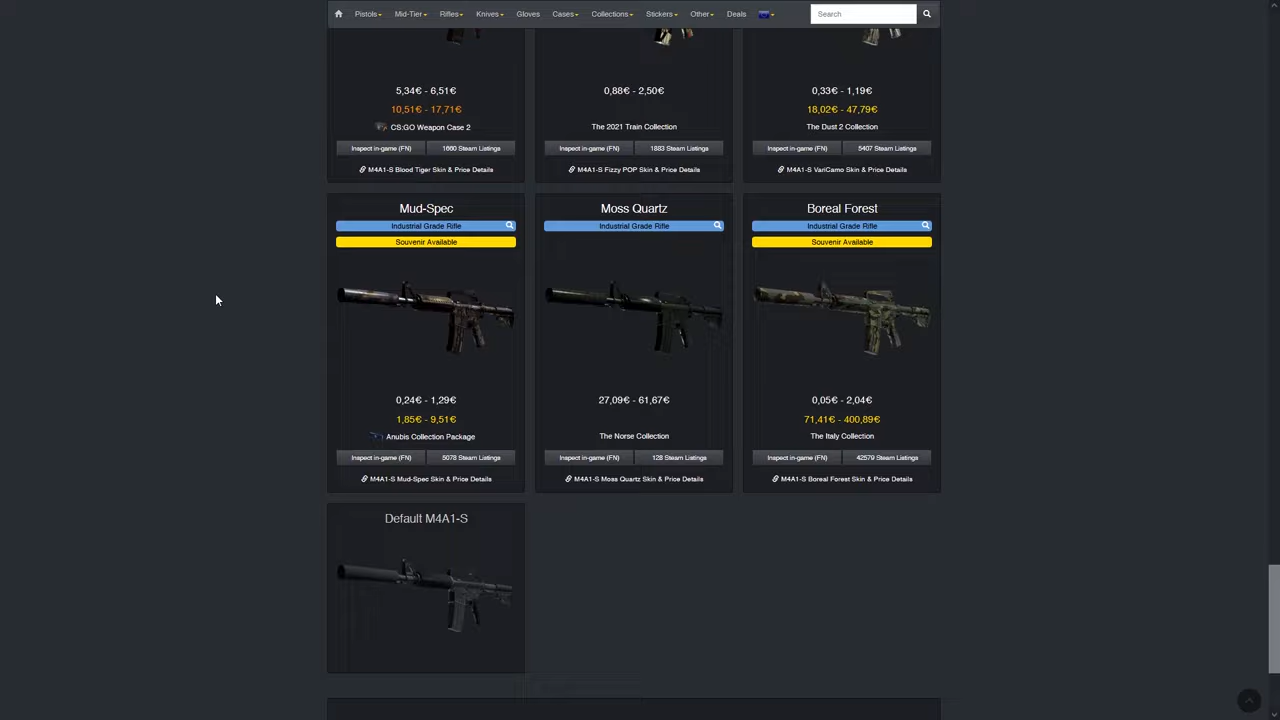 Pistols Mid-Tier Rifles Knives Gloves Cases Collections Stickers Other Deals Search
5,34€ - 6,51€
10,51€ - 17,71€
CS:GO Weapon Case 2
Inspect in-game (FN) 1660 Steam Listings
M4A1-S Blood Tiger Skin & Price Details
0,88€ - 2,50€
The 2021 Train Collection
Inspect in-game (FN) 1883 Steam Listings
M4A1-S Fizzy POP Skin & Price Details
0,33€ - 1,19€
18,02€ - 47,79€
The Dust 2 Collection
Inspect in-game (FN) 5407 Steam Listings
M4A1-S VariCamo Skin & Price Details
Mud-Spec
Industrial Grade Rifle
Souvenir Available
0,24€ - 1,29€
1,85€ - 9,51€
Anubis Collection Package
Inspect in-game (FN) 5078 Steam Listings
M4A1-S Mud-Spec Skin & Price Details
Moss Quartz
Industrial Grade Rifle
27,09€ - 61,67€
The Norse Collection
Inspect in-game (FN) 128 Steam Listings
M4A1-S Moss Quartz Skin & Price Details
Boreal Forest
Industrial Grade Rifle
Souvenir Available
0,05€ - 2,04€
71,41€ - 400,89€
The Italy Collection
Inspect in-game (FN) 42579 Steam Listings
M4A1-S Boreal Forest Skin & Price Details
Default M4A1-S